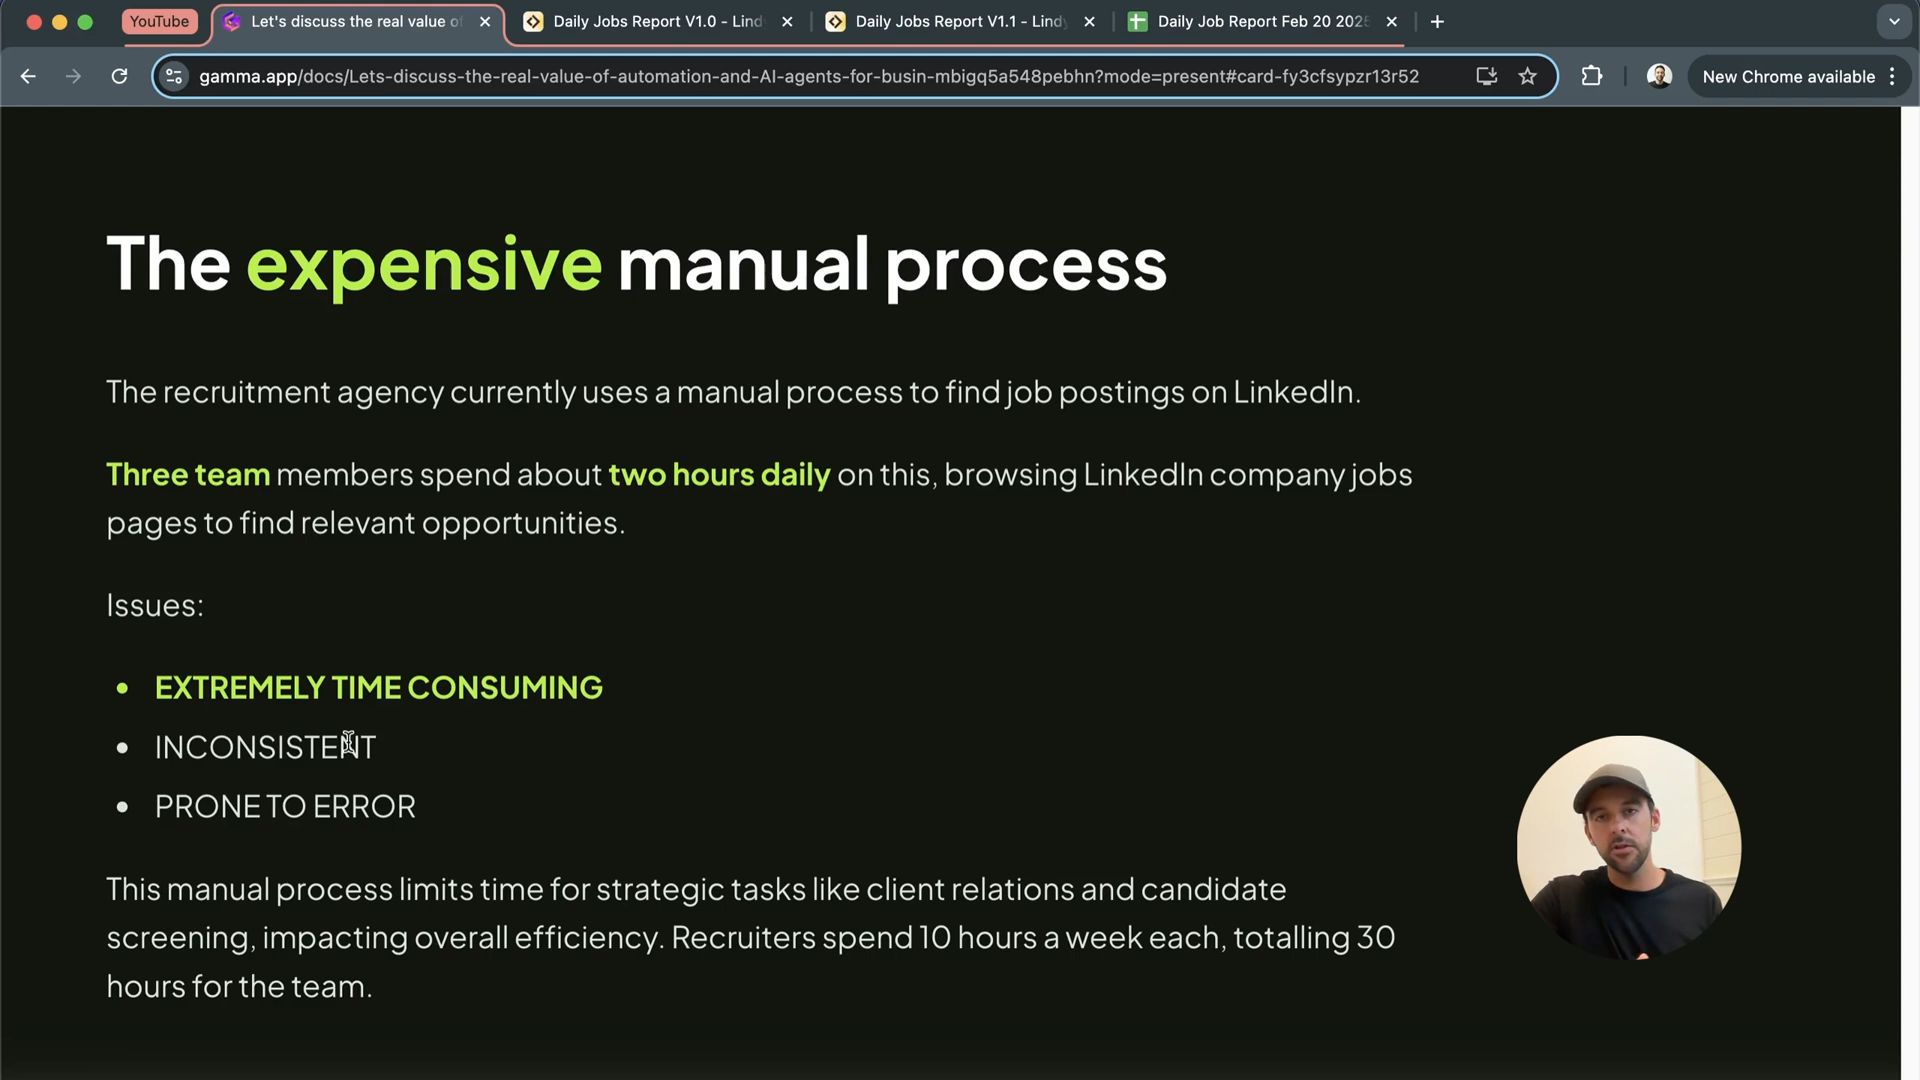 YouTube
Let's discuss the real value of
Daily Jobs Report V1.0 - Lind
Daily Jobs Report V1.1 - Lindy
Daily Job Report Feb 20 2025
gamma.app/docs/Lets-discuss-the-real-value-of-automation-and-AI-agents-for-busin-mbigq5a548pebhn?mode=present#card-fy3cfsypzr13r52
New Chrome available
The expensive manual process
The recruitment agency currently uses a manual process to find job postings on LinkedIn.
Three team members spend about two hours daily on this, browsing LinkedIn company jobs
pages to find relevant opportunities.
Issues:
• EXTREMELY TIME CONSUMING
• INCONSISTENT
• PRONE TO ERROR
This manual process limits time for strategic tasks like client relations and candidate
screening, impacting overall efficiency. Recruiters spend 10 hours a week each, totalling 30
hours for the team.